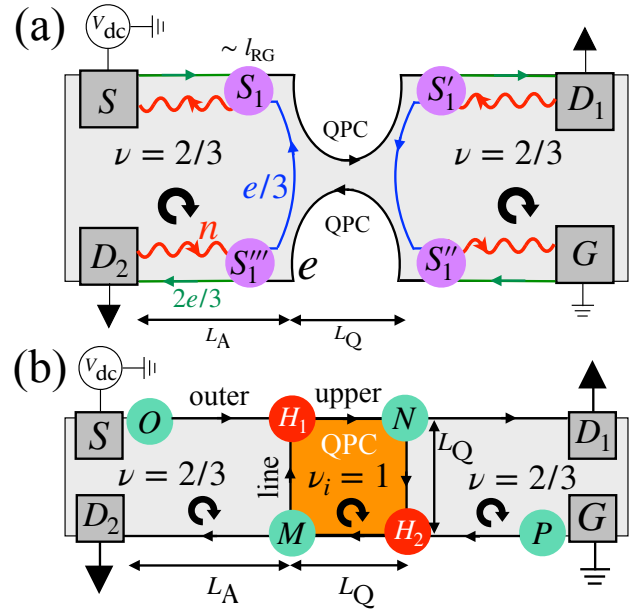 (a)
V_dc
~ l_RG
S
S_1
S'_1
D_1
QPC
ν = 2/3
ν = 2/3
e/3
QPC
n
D_2
S'''_1
e
S''_1
G
2e/3
L_A
L_Q
(b)
V_dc
outer
upper
S
O
H_1
N
D_1
QPC
ν = 2/3
line
ν_i = 1
L_Q
ν = 2/3
D_2
M
H_2
P
G
L_A
L_Q